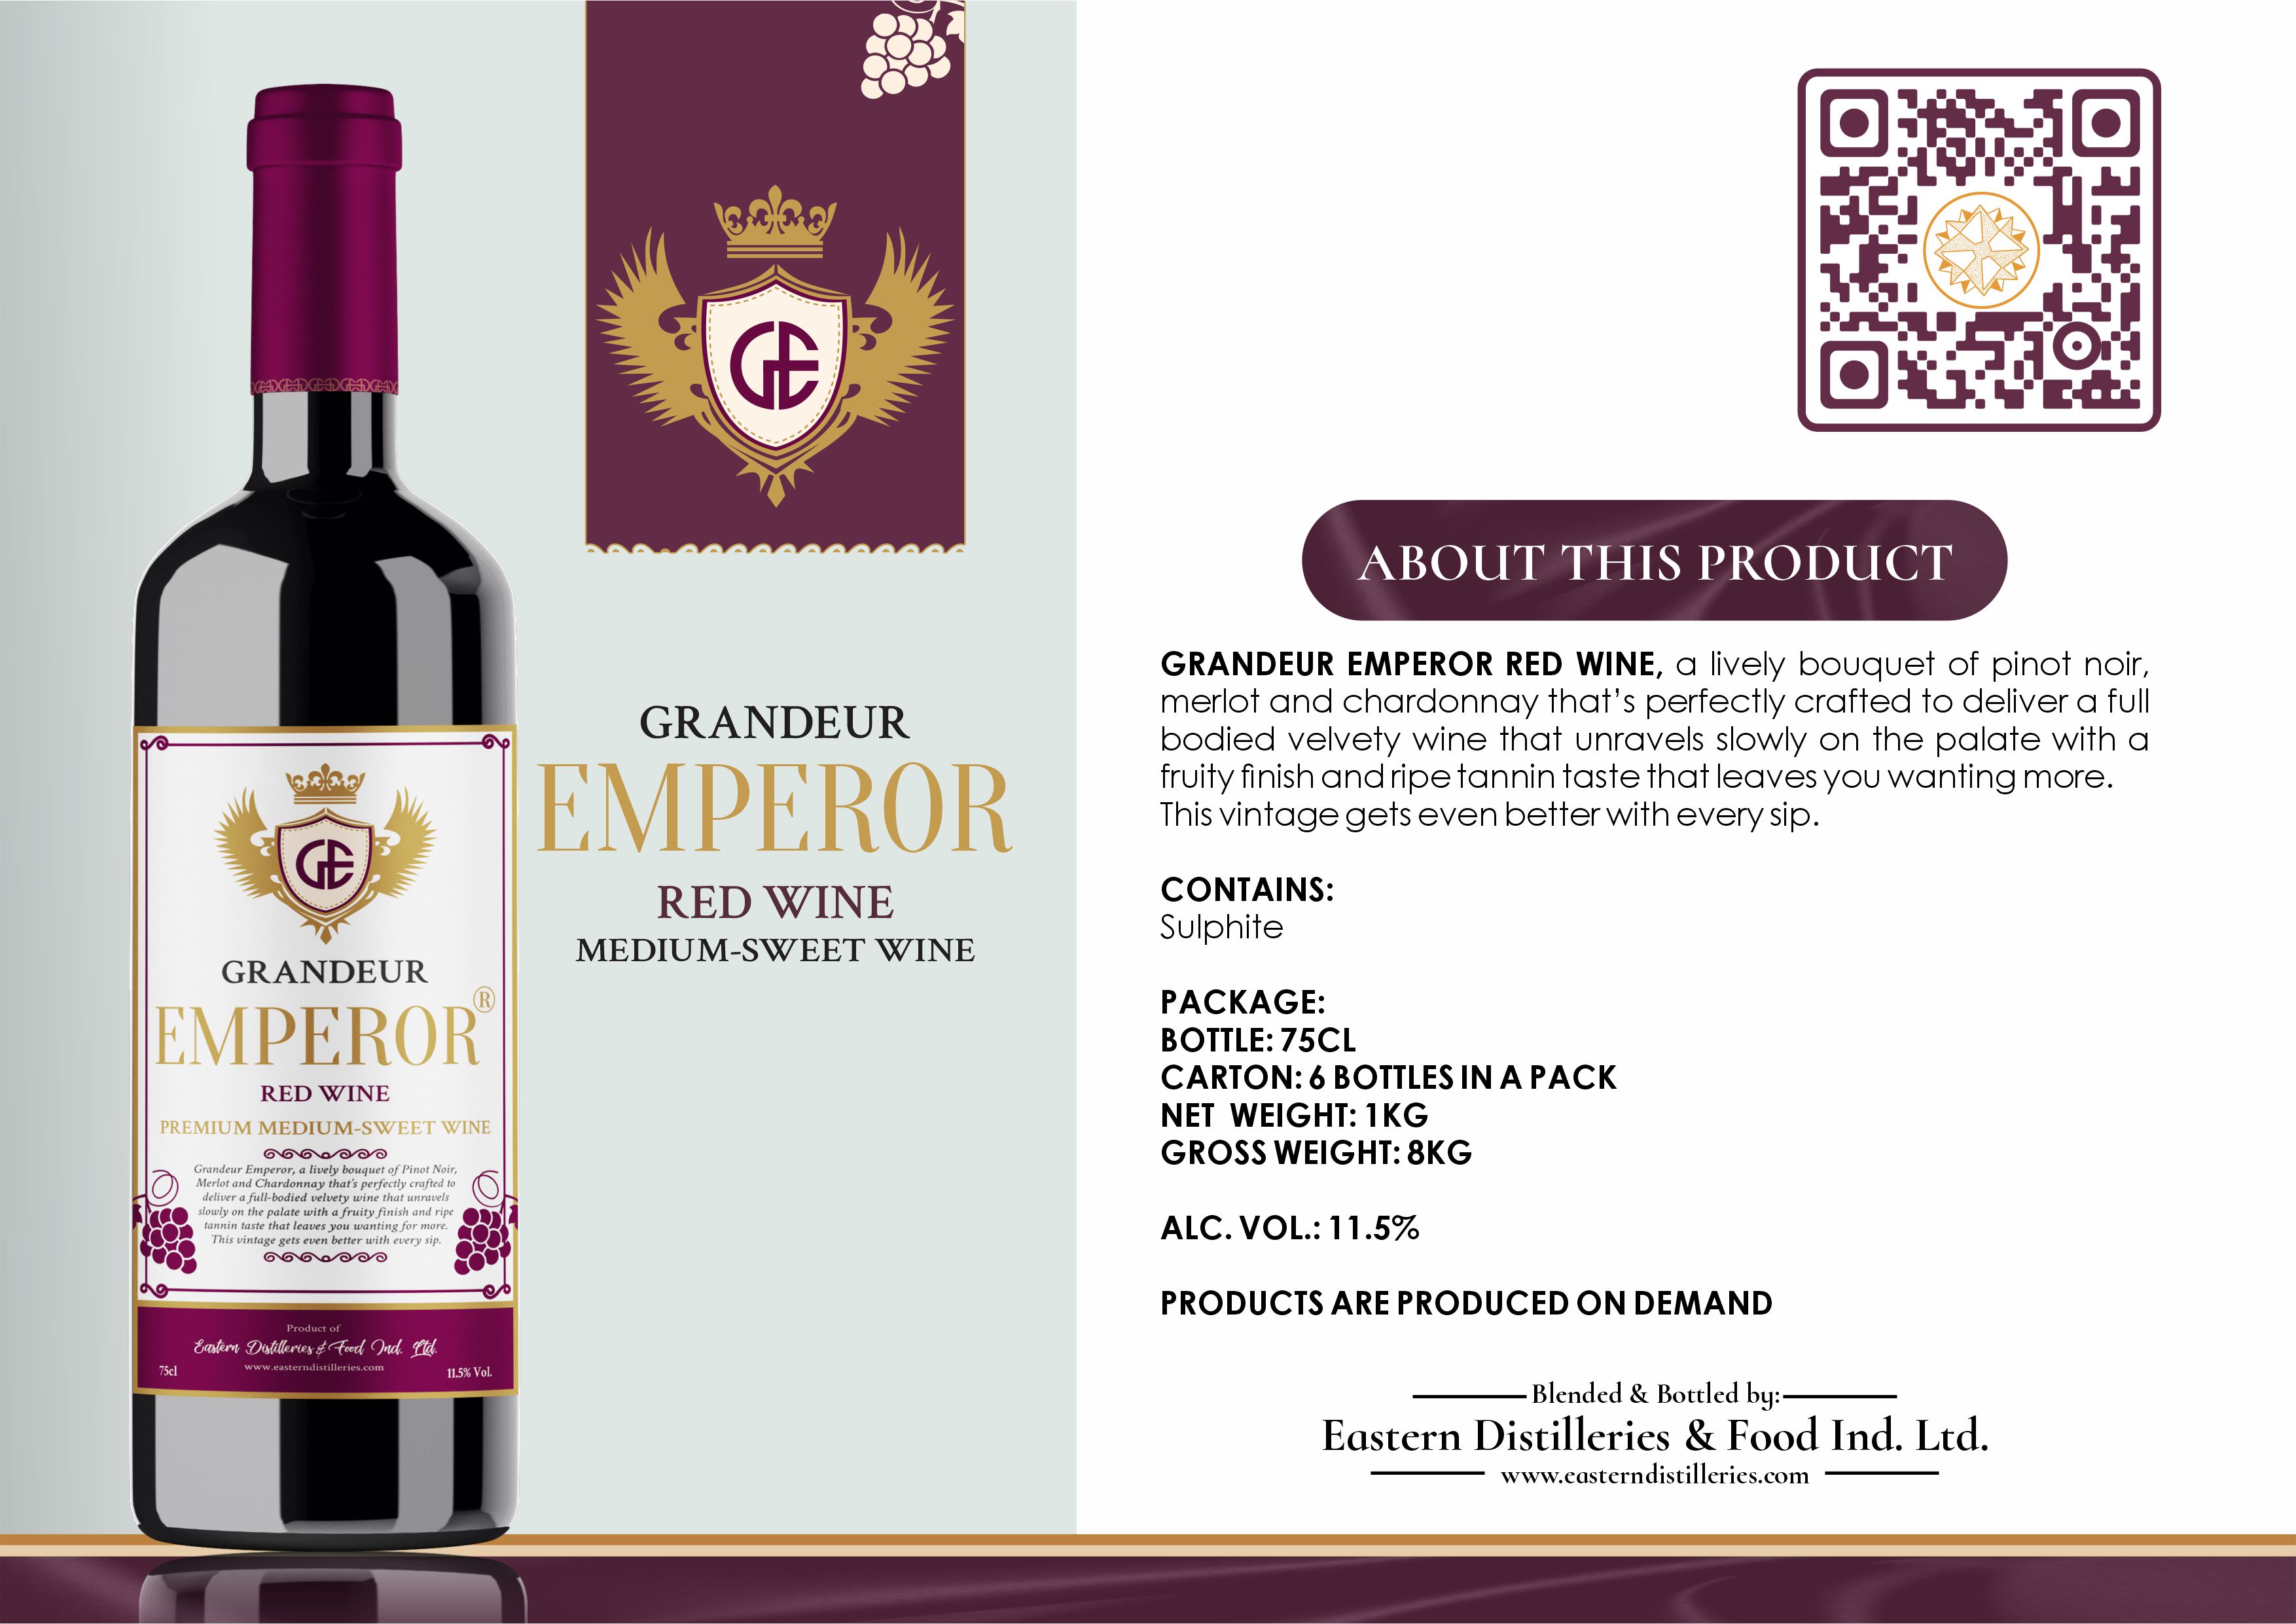 GE
GRANDEUR
EMPEROR
RED WINE
MEDIUM-SWEET WINE
GE
GRANDEUR
EMPEROR®
RED WINE
PREMIUM MEDIUM-SWEET WINE
Grandeur Emperor, a lively bouquet of Pinot Noir,
Merlot and Chardonnay that's perfectly crafted to
deliver a full-bodied velvety wine that unravels
slowly on the palate with a fruity finish and ripe
tannin taste that leaves you wanting for more.
This vintage gets even better with every sip.
Product of
Eastern Distilleries & Food Ind. Ltd.
www.easterndistilleries.com
75cl
11.5% Vol.
ABOUT THIS PRODUCT
GRANDEUR EMPEROR RED WINE, a lively bouquet of pinot noir,
merlot and chardonnay that’s perfectly crafted to deliver a full
bodied velvety wine that unravels slowly on the palate with a
fruity finish and ripe tannin taste that leaves you wanting more.
This vintage gets even better with every sip.
CONTAINS:
Sulphite
PACKAGE:
BOTTLE: 75CL
CARTON: 6 BOTTLES IN A PACK
NET WEIGHT: 1KG
GROSS WEIGHT: 8KG
ALC. VOL.: 11.5%
PRODUCTS ARE PRODUCED ON DEMAND
Blended & Bottled by:
Eastern Distilleries & Food Ind. Ltd.
www.easterndistilleries.com